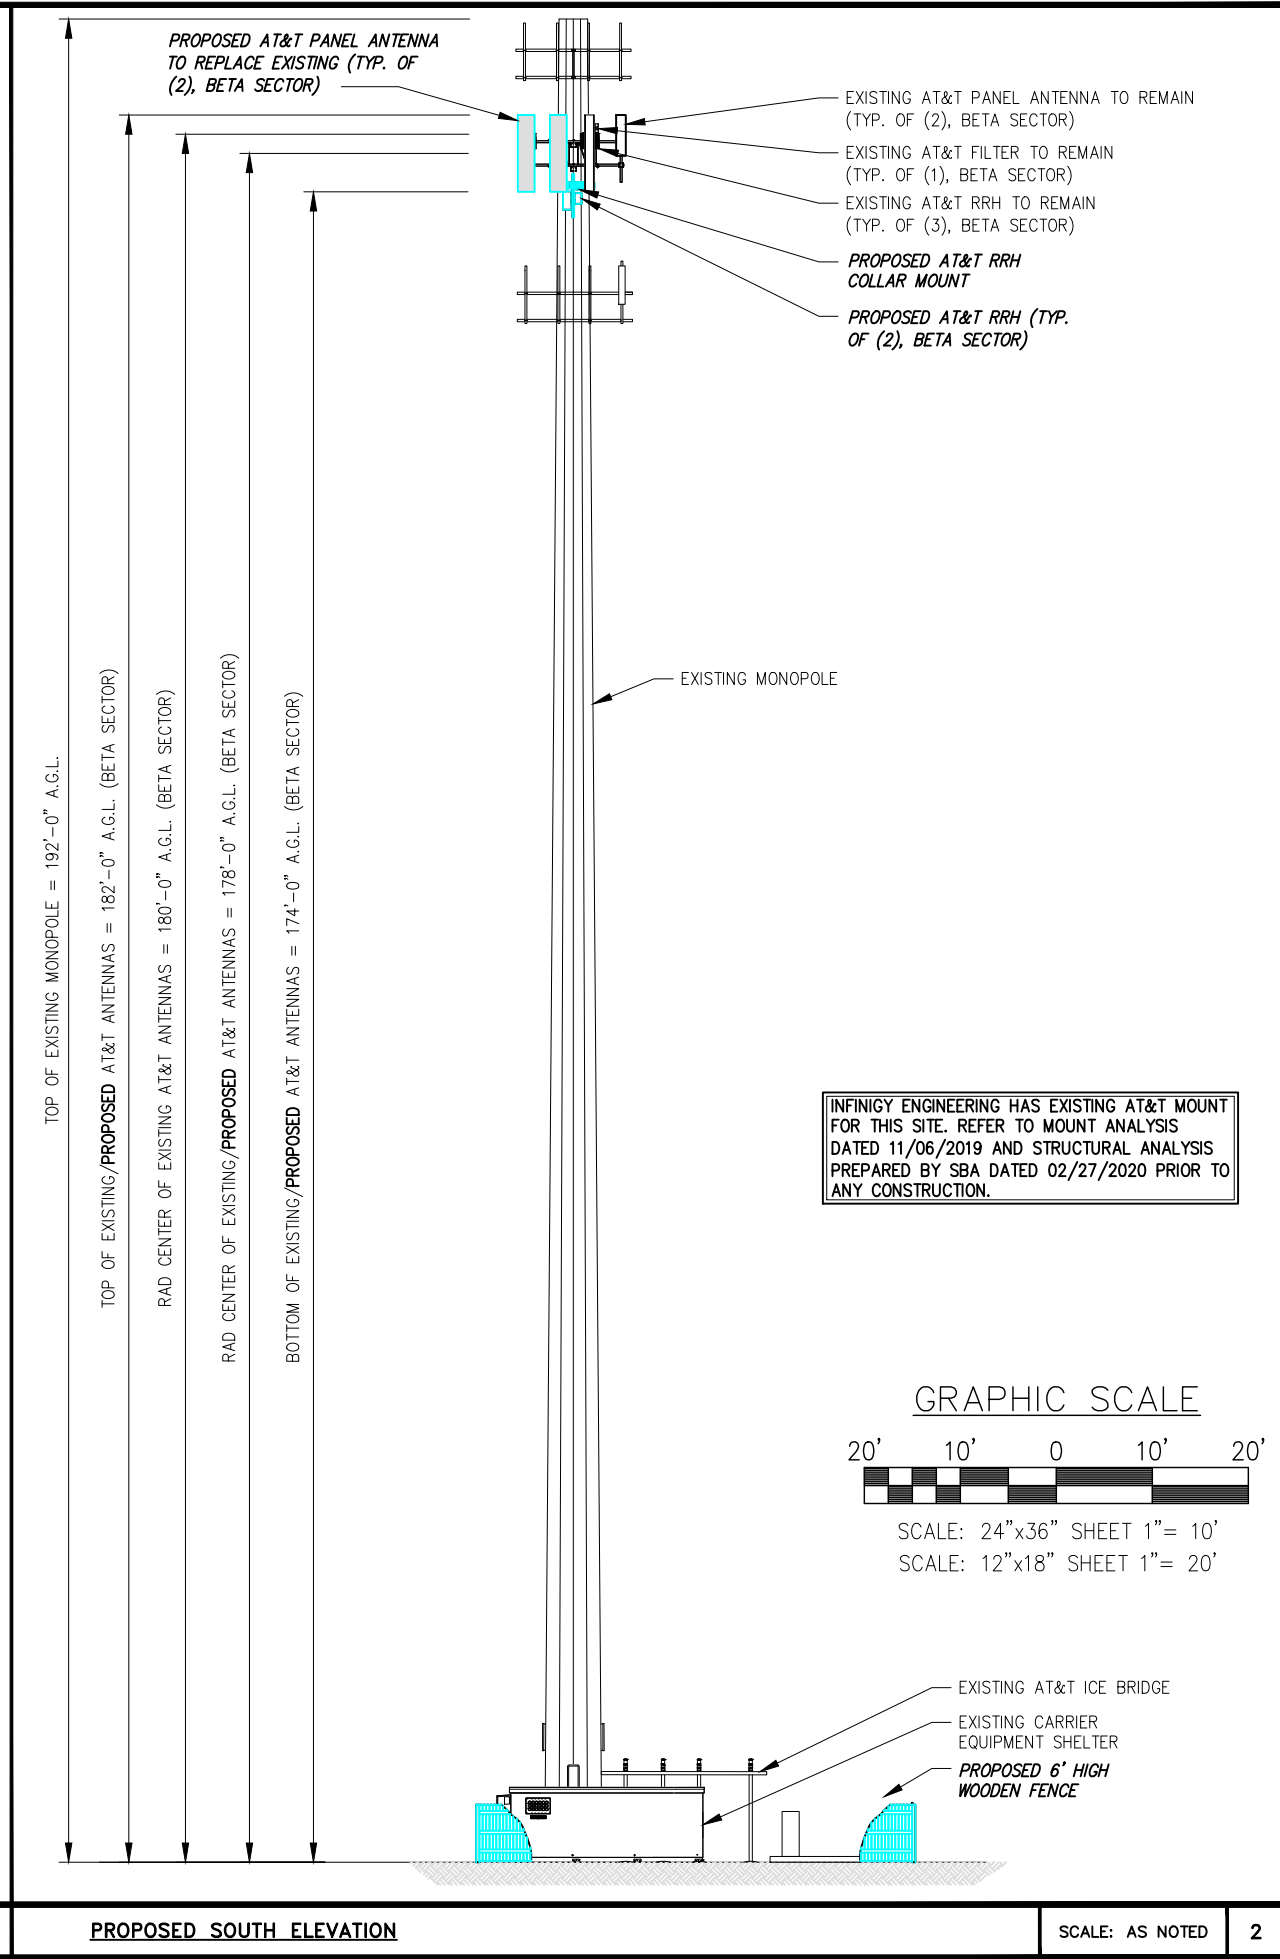 PROPOSED AT&T PANEL ANTENNA
TO REPLACE EXISTING (TYP. OF
(2), BETA SECTOR)
EXISTING AT&T PANEL ANTENNA TO REMAIN
(TYP. OF (2), BETA SECTOR)
EXISTING AT&T FILTER TO REMAIN
(TYP. OF (1), BETA SECTOR)
EXISTING AT&T RRH TO REMAIN
(TYP. OF (3), BETA SECTOR)
PROPOSED AT&T RRH
COLLAR MOUNT
PROPOSED AT&T RRH (TYP.
OF (2), BETA SECTOR)
EXISTING MONOPOLE
TOP OF EXISTING MONOPOLE = 192'-0" A.G.L.
TOP OF EXISTING/PROPOSED AT&T ANTENNAS = 182'-0" A.G.L. (BETA SECTOR)
RAD CENTER OF EXISTING AT&T ANTENNAS = 180'-0" A.G.L. (BETA SECTOR)
RAD CENTER OF EXISTING/PROPOSED AT&T ANTENNAS = 178'-0" A.G.L. (BETA SECTOR)
BOTTOM OF EXISTING/PROPOSED AT&T ANTENNAS = 174'-0" A.G.L. (BETA SECTOR)
INFINIGY ENGINEERING HAS EXISTING AT&T MOUNT
FOR THIS SITE. REFER TO MOUNT ANALYSIS
DATED 11/06/2019 AND STRUCTURAL ANALYSIS
PREPARED BY SBA DATED 02/27/2020 PRIOR TO
ANY CONSTRUCTION.
GRAPHIC SCALE
20' 10' 0 10' 20'
SCALE: 24"x36" SHEET 1"= 10'
SCALE: 12"x18" SHEET 1"= 20'
EXISTING AT&T ICE BRIDGE
EXISTING CARRIER
EQUIPMENT SHELTER
PROPOSED 6' HIGH
WOODEN FENCE
PROPOSED SOUTH ELEVATION
SCALE: AS NOTED
2